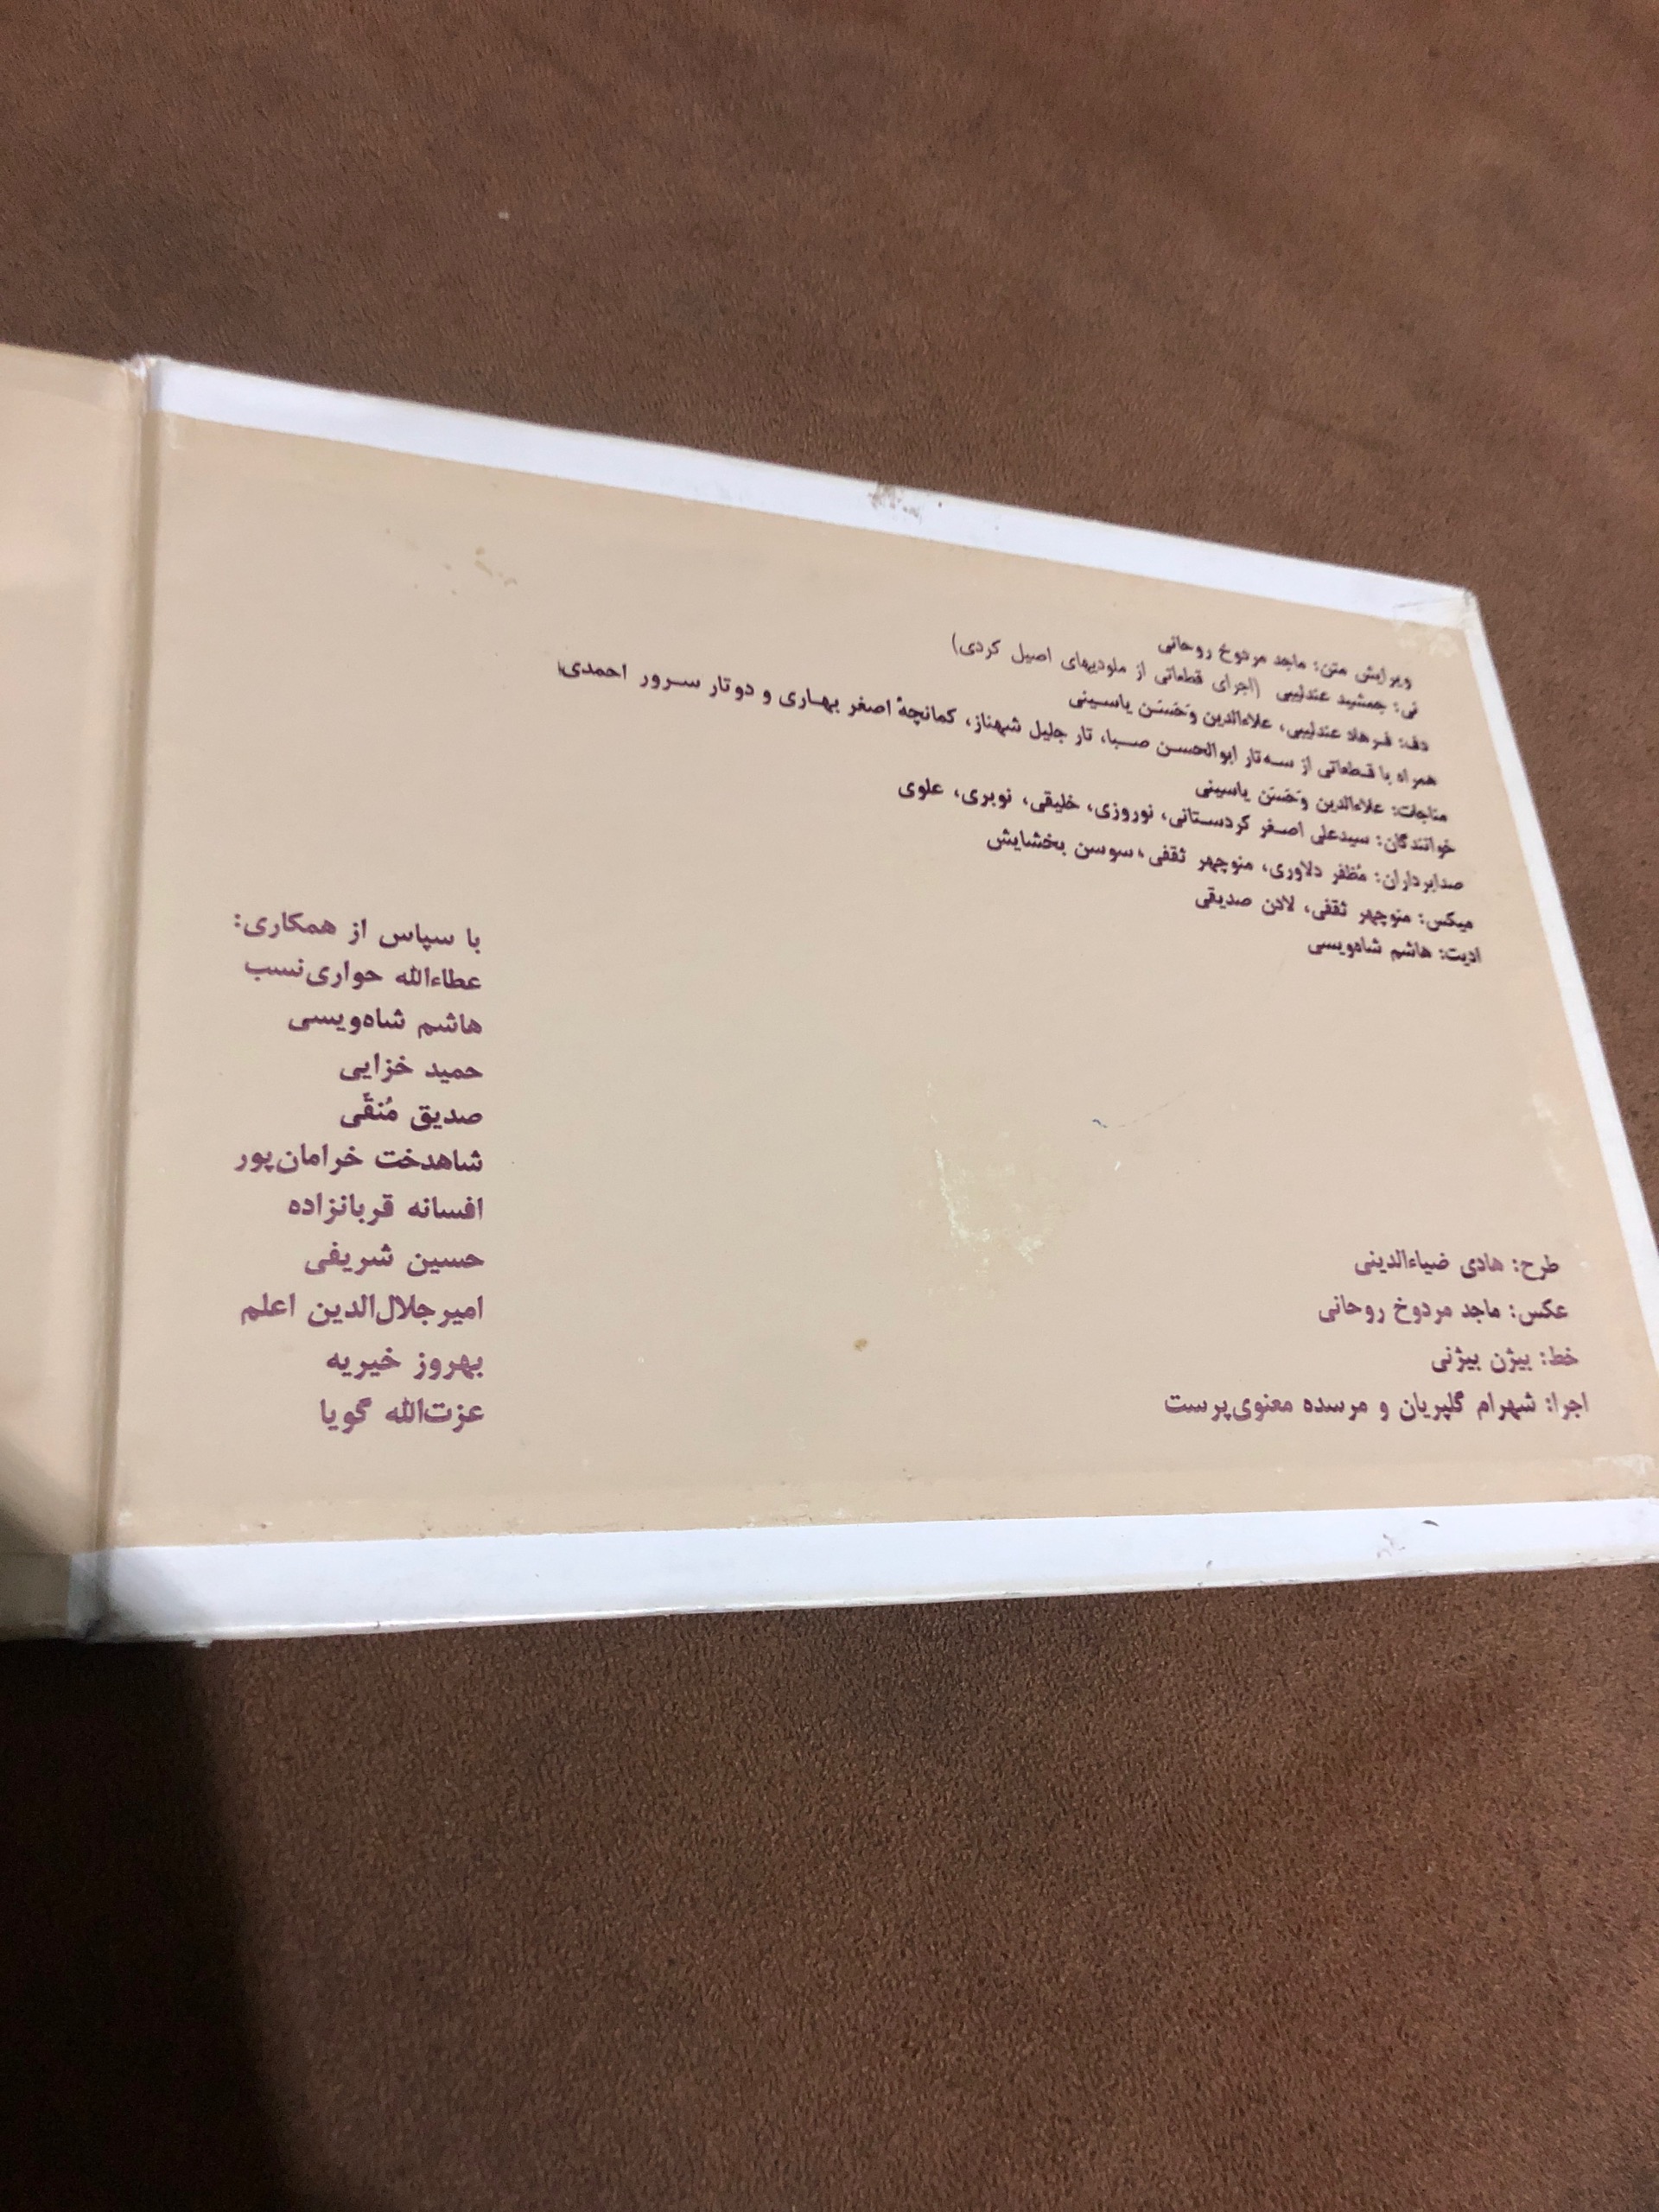 ویرایش متن: ماجد مردوخ روحانی
نی: جمشید عندلیبی (اجرای قطعاتی از ملودیهای اصیل کردی)
دف: فرهاد عندلیبی، علاءالدین وَحَسَن یاسینی
همراه با قطعاتی از سه‌تار ابوالحسن صبا، تار جلیل شهناز، کمانچهٔ اصغر بهاری و دوتار سرور احمدی
مناجات: علاءالدین وَحَسَن یاسینی
خوانندگان: سیدعلی اصغر کردستانی، نوروزی، خلیقی، نوبری، علوی
صدابرداران: مُظفر دلاوری، منوچهر ثقفی، سوسن بخشایش
میکس: منوچهر ثقفی، لادن صدیقی
ادیت: هاشم شاه‌ویسی
با سپاس از همکاری:
عطاءالله حواری‌نسب
هاشم شاه‌ویسی
حمید خزایی
صدیق مُنقّی
شاهدخت خرامان‌پور
افسانه قربانزاده
حسین شریفی
امیرجلال‌الدین اعلم
بهروز خیریه
عزت‌الله گویا
طرح: هادی ضیاءالدینی
عکس: ماجد مردوخ روحانی
خط: بیژن بیژنی
اجرا: شهرام گلپریان و مرسده معنوی‌پرست